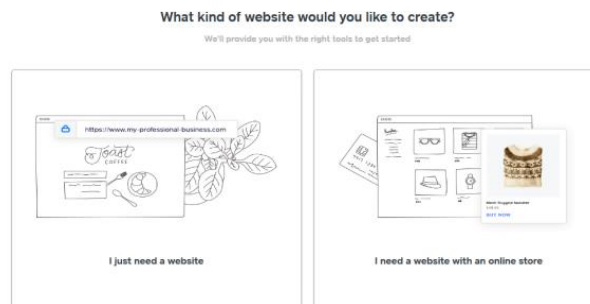 What kind of website would you like to create?
We'll provide you with the right tools to get started
https://www.my-professional-business.com
Toast
COFFEE
BUY NOW
I just need a website
I need a website with an online store